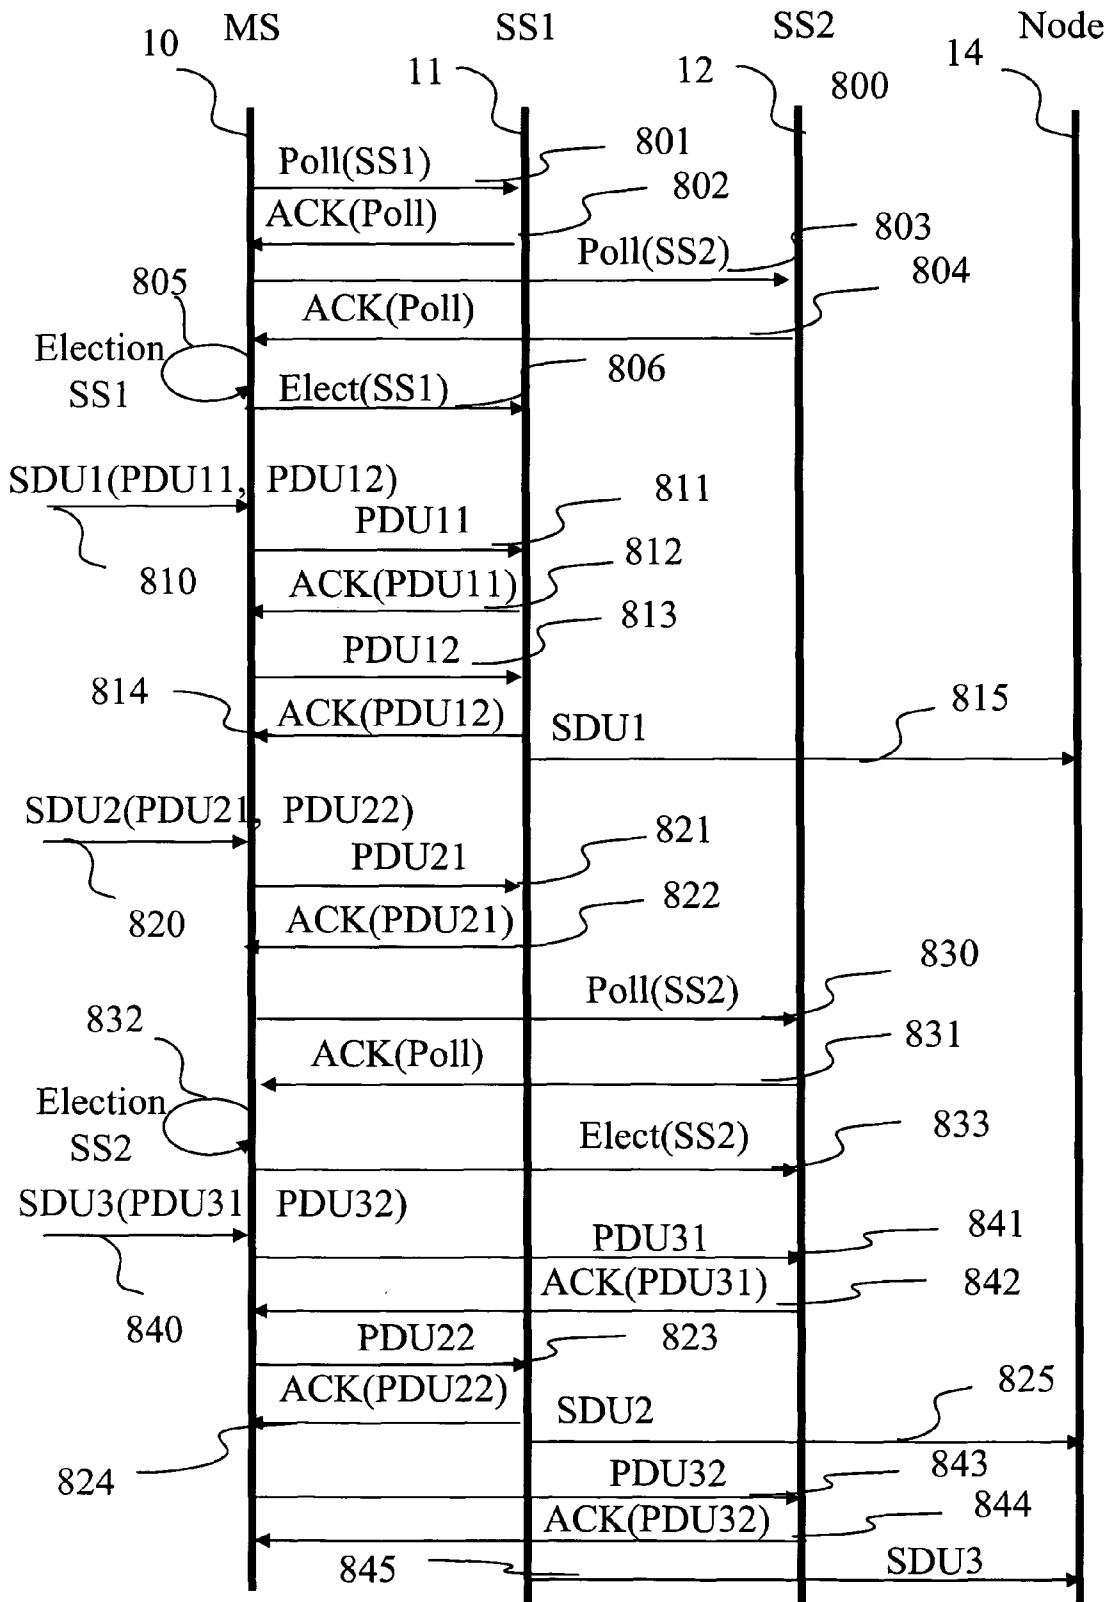 MS SS1 SS2 Node
10 11 12 800 14
Poll(SS1) 801
ACK(Poll) 802
Poll(SS2) 803
805 ACK(Poll) 804
Election
SS1
Elect(SS1) 806
SDU1(PDU11, PDU12)
PDU11 811
810 ACK(PDU11) 812
PDU12 813
814 ACK(PDU12) SDU1 815
SDU2(PDU21, PDU22)
PDU21 821
820 ACK(PDU21) 822
Poll(SS2) 830
832 ACK(Poll) 831
Election
SS2
Elect(SS2) 833
SDU3(PDU31 PDU32)
PDU31 841
ACK(PDU31) 842
840 PDU22 823
ACK(PDU22) SDU2 825
824 PDU32 843
ACK(PDU32) 844
845 SDU3